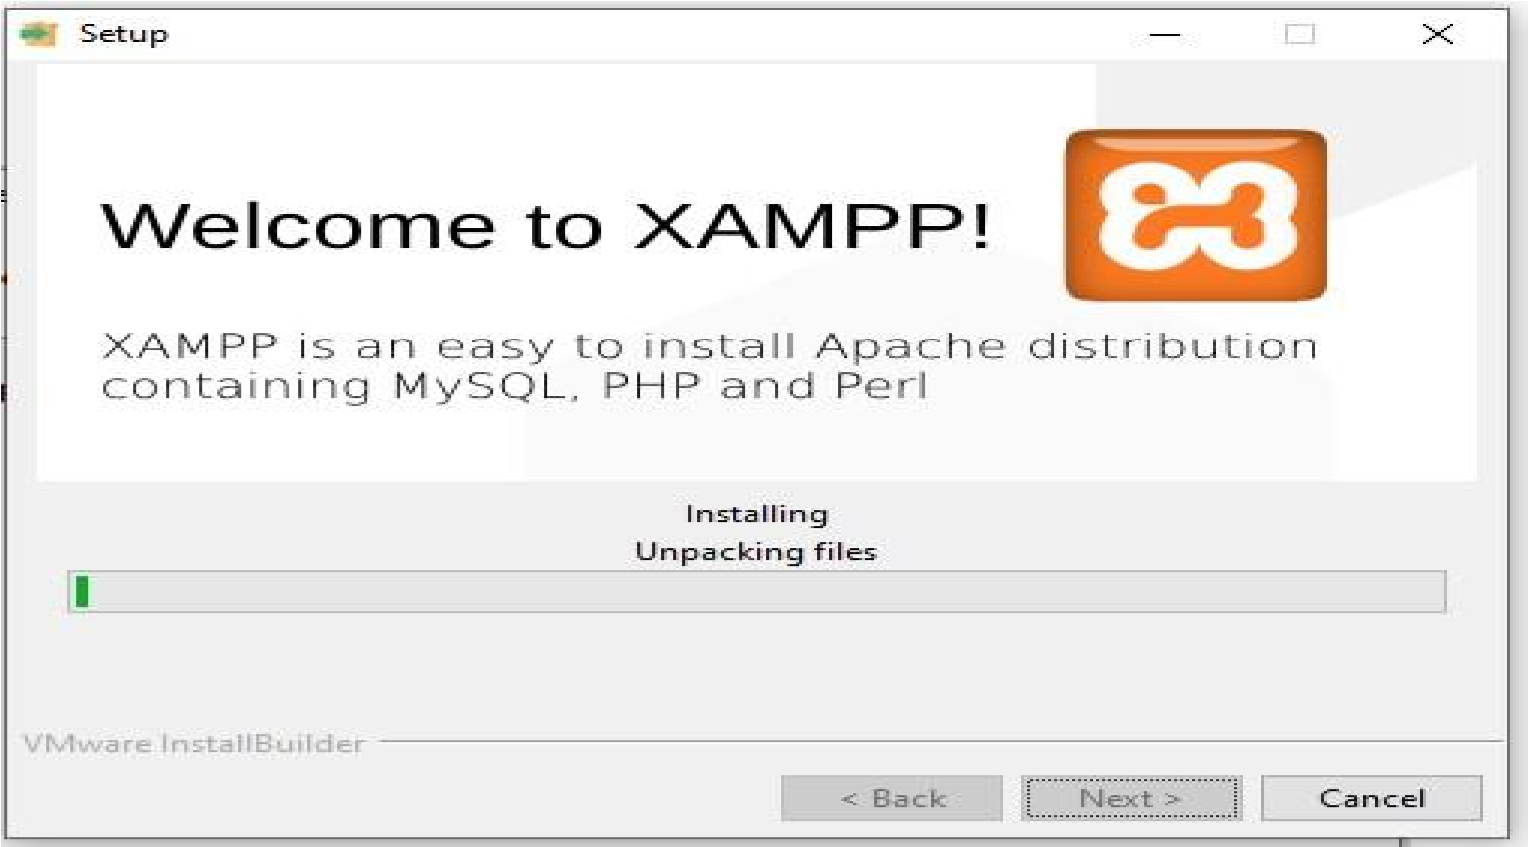 Setup
Welcome to XAMPP!
XAMPP is an easy to install Apache distribution
containing MySQL, PHP and Perl
Installing
Unpacking files
VMware InstallBuilder
< Back
Next >
Cancel